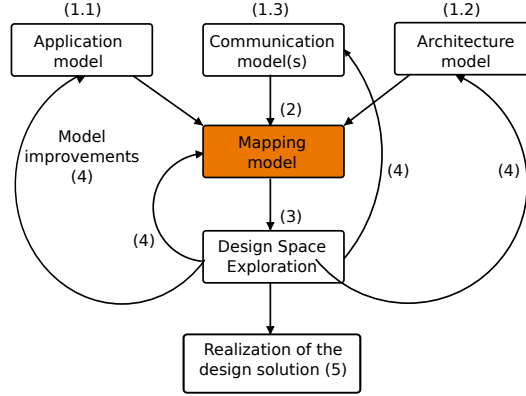 (1.1)
(1.3)
(1.2)
Application
model
Communication
model(s)
Architecture
model
(2)
Model
improvements
(4)
Mapping
model
(4)
(4)
(3)
(4)
Design Space
Exploration
Realization of the
design solution (5)